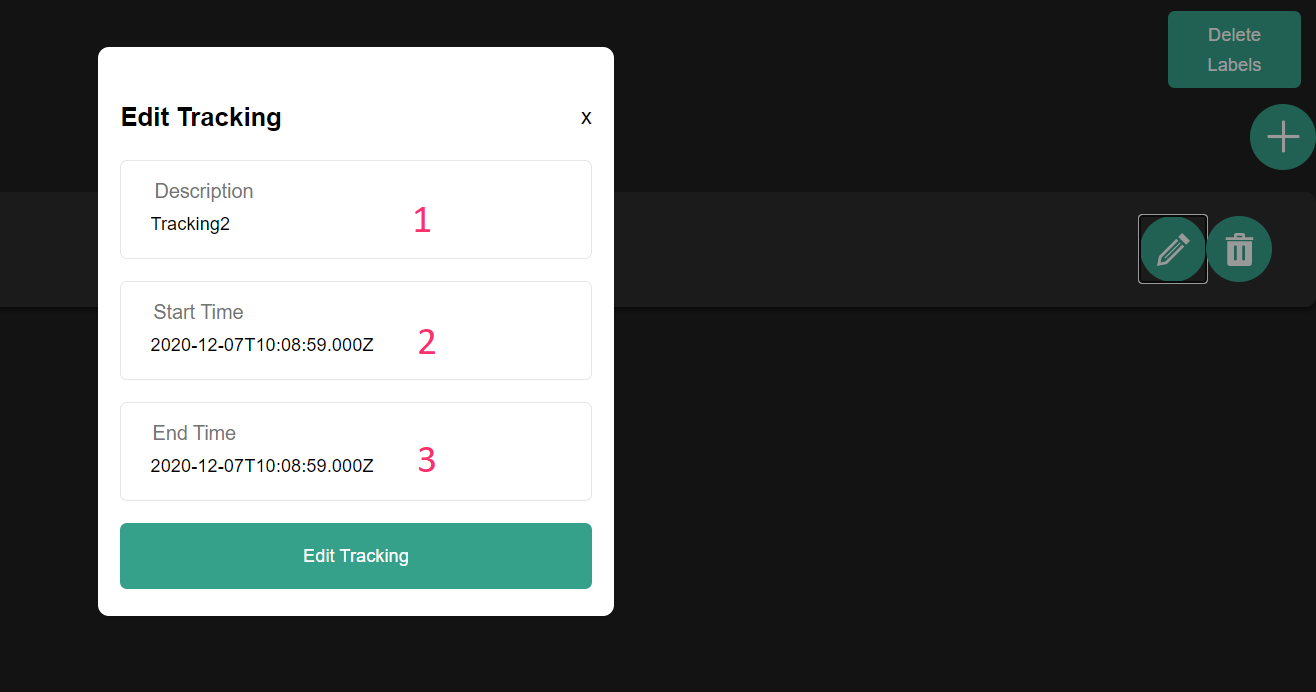 Delete
Labels
Edit Tracking
x
Description
Tracking2
1
Start Time
2020-12-07T10:08:59.000Z
2
End Time
2020-12-07T10:08:59.000Z
3
Edit Tracking